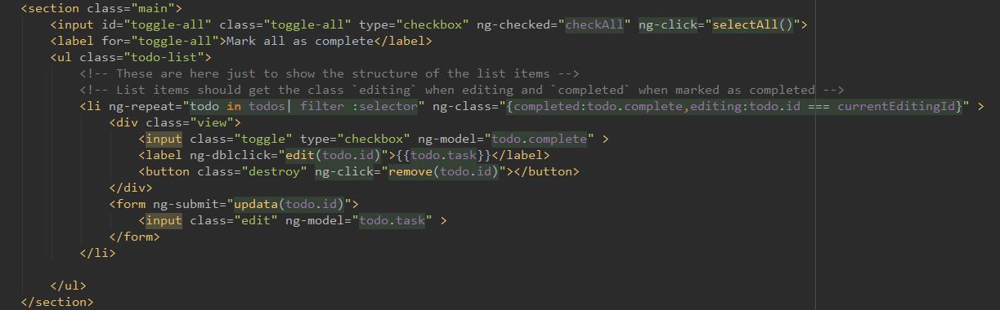 <section class="main">
<input id="toggle-all" class="toggle-all" type="checkbox" ng-checked="checkAll" ng-click="selectAll()">
<label for="toggle-all">Mark all as complete</label>
<ul class="todo-list">
<!-- These are here just to show the structure of the list items -->
<!-- List items should get the class `editing` when editing and `completed` when marked as completed -->
<li ng-repeat="todo in todos| filter :selector" ng-class="{completed:todo.complete,editing:todo.id === currentEditingId}" >
<div class="view">
<input class="toggle" type="checkbox" ng-model="todo.complete" >
<label ng-dblclick="edit(todo.id)">{{todo.task}}</label>
<button class="destroy" ng-click="remove(todo.id)"></button>
</div>
<form ng-submit="updata(todo.id)">
<input class="edit" ng-model="todo.task" >
</form>
</li>
</ul>
</section>